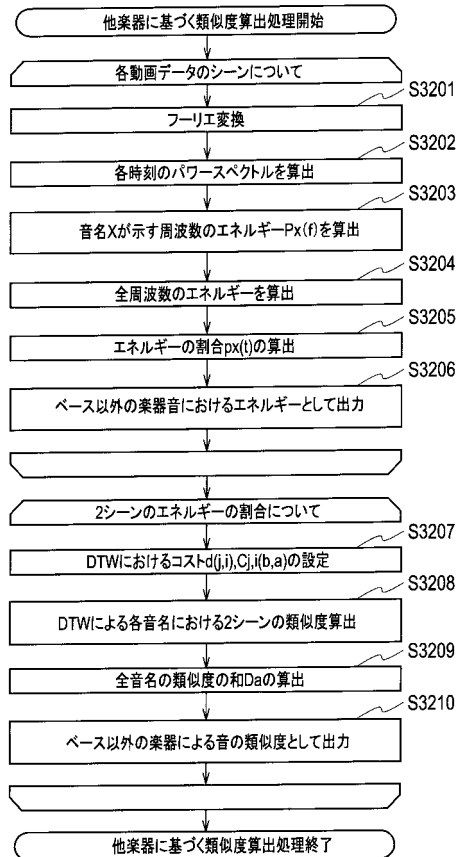 他楽器に基づく類似度算出処理開始
各動画データのシーンについて
S3201
フーリエ変換
S3202
各時刻のパワースペクトルを算出
S3203
音名Xが示す周波数のエネルギーPx(f)を算出
S3204
全周波数のエネルギーを算出
S3205
エネルギーの割合px(t)の算出
S3206
ベース以外の楽器音におけるエネルギーとして出力
2シーンのエネルギーの割合について
S3207
DTWにおけるコストd(j,i),Cj,i(b,a)の設定
S3208
DTWによる各音名における2シーンの類似度算出
S3209
全音名の類似度の和Daの算出
S3210
ベース以外の楽器による音の類似度として出力
他楽器に基づく類似度算出処理終了